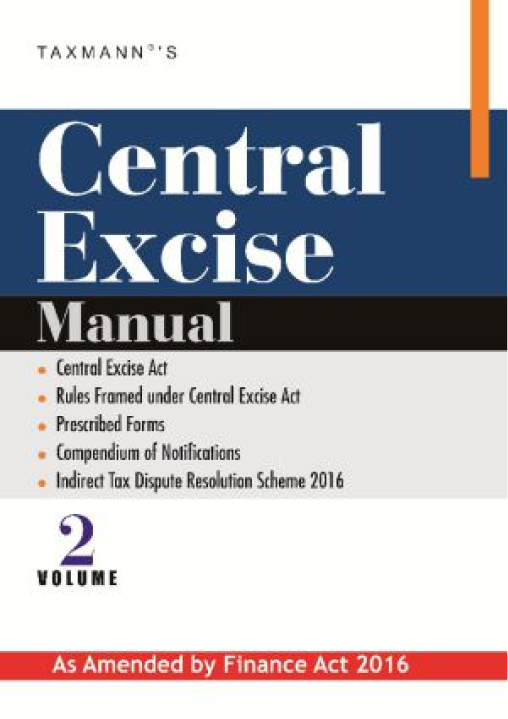 TAXMANN®'S
Central
Excise
Manual
• Central Excise Act
• Rules Framed under Central Excise Act
• Prescribed Forms
• Compendium of Notifications
• Indirect Tax Dispute Resolution Scheme 2016
2
VOLUME
As Amended by Finance Act 2016